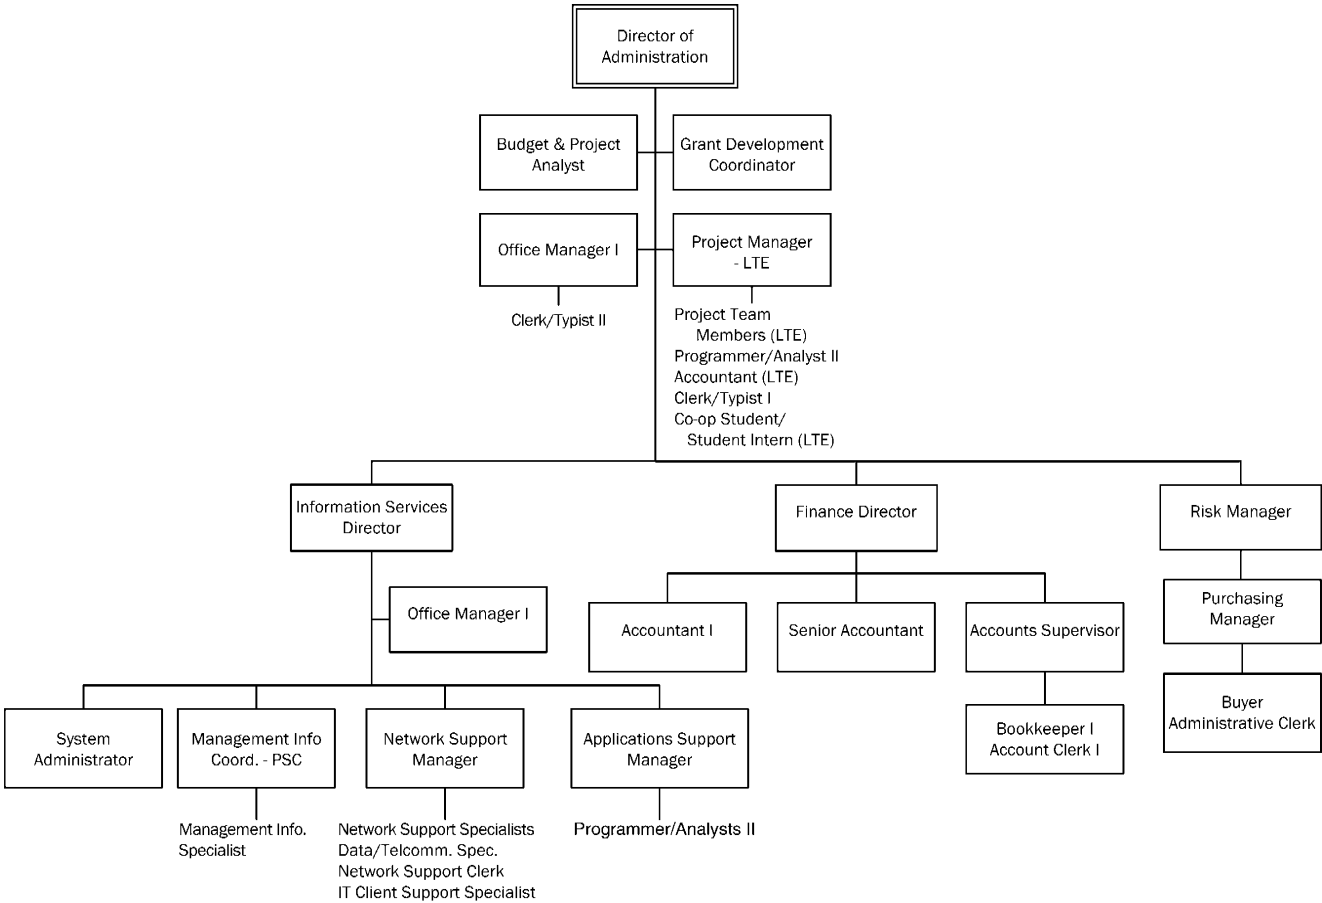 Director of
Administration
Budget & Project
Analyst
Grant Development
Coordinator
Office Manager I
Project Manager
- LTE
Clerk/Typist II
Project Team
Members (LTE)
Programmer/Analyst II
Accountant (LTE)
Clerk/Typist I
Co-op Student/
Student Intern (LTE)
Information Services
Director
Finance Director
Risk Manager
Office Manager I
Accountant I
Senior Accountant
Accounts Supervisor
Purchasing
Manager
Bookkeeper I
Account Clerk I
Buyer
Administrative Clerk
System
Administrator
Management Info
Coord. - PSC
Network Support
Manager
Applications Support
Manager
Management Info.
Specialist
Network Support Specialists
Data/Telcomm. Spec.
Network Support Clerk
IT Client Support Specialist
Programmer/Analysts II